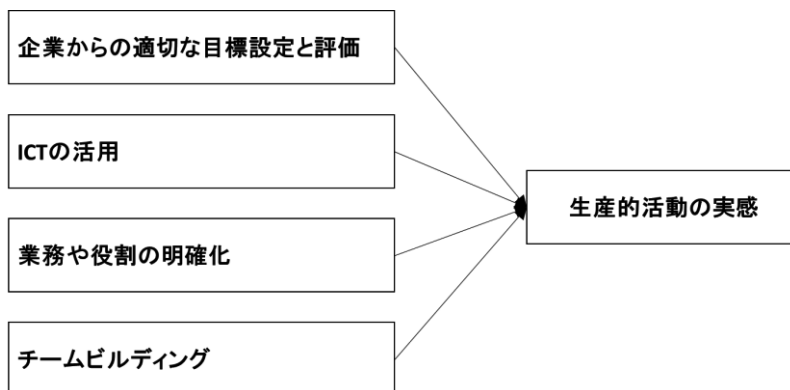 企業からの適切な目標設定と評価
ICTの活用
業務や役割の明確化
チームビルディング
生産的活動の実感